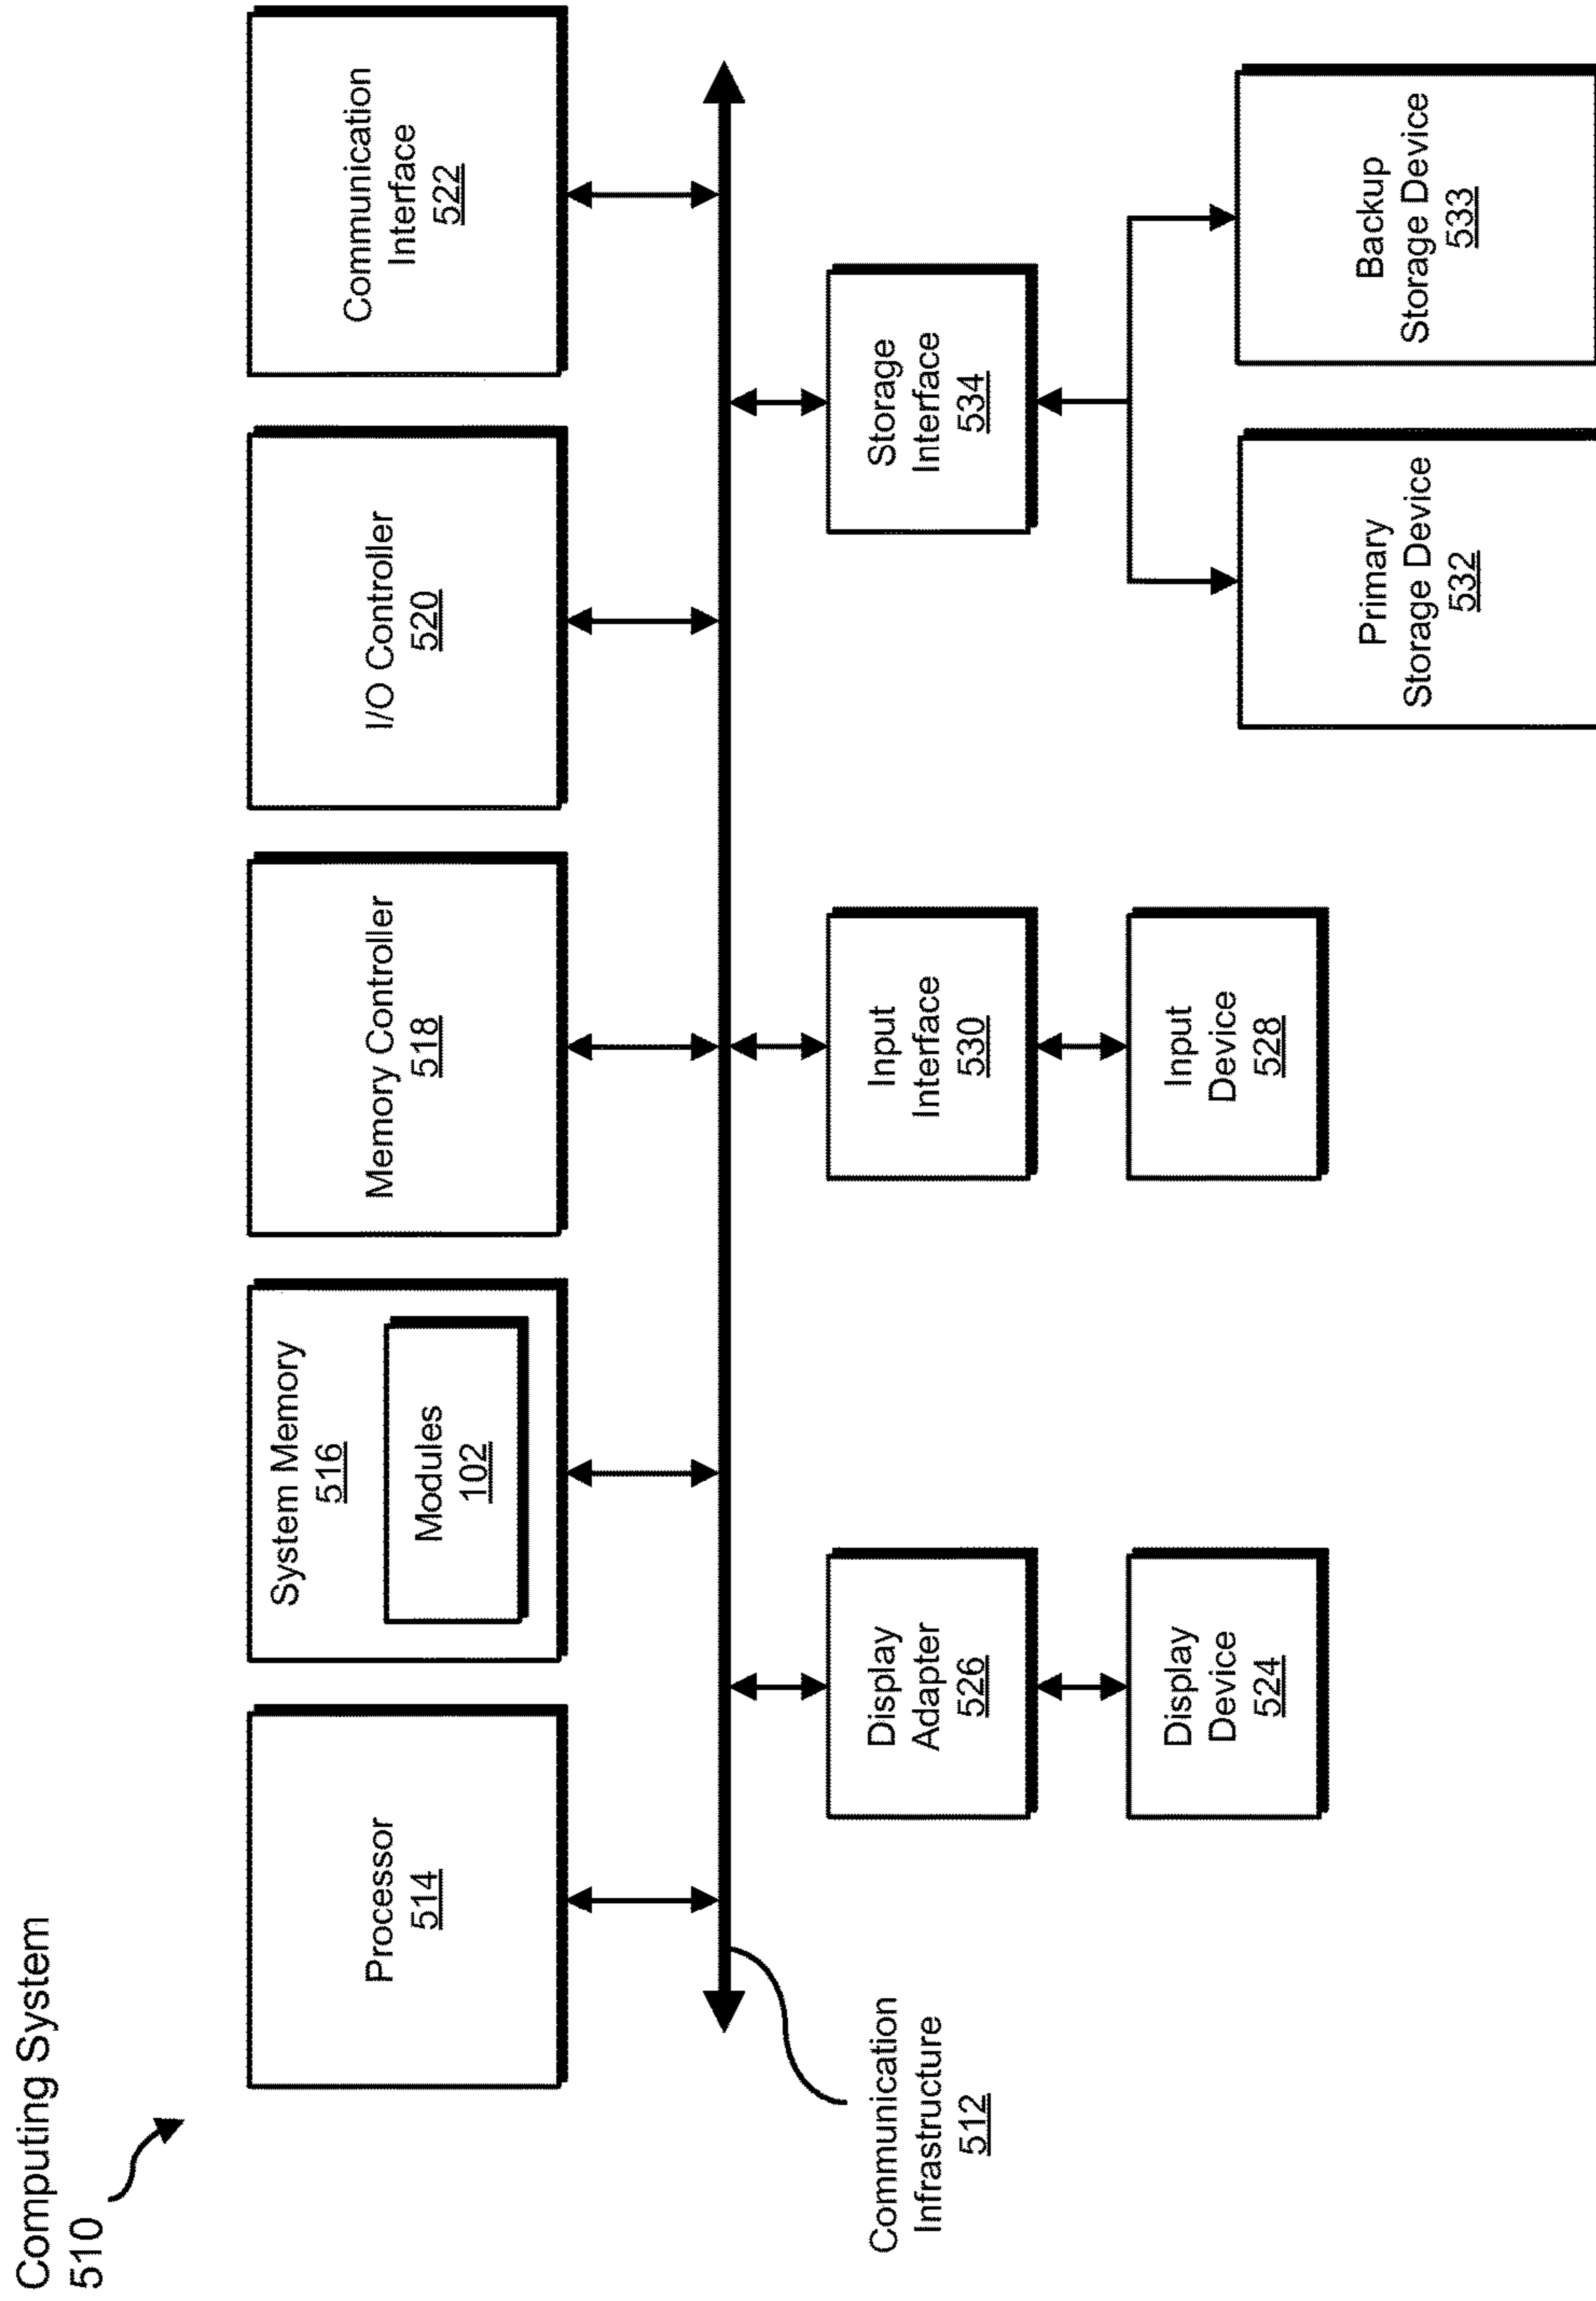 Computing System
510
Processor
514
System Memory
516
Modules
102
Memory Controller
518
I/O Controller
520
Communication
Interface
522
Communication
Infrastructure
512
Display
Adapter
526
Input
Interface
530
Storage
Interface
534
Display
Device
524
Input
Device
528
Primary
Storage Device
532
Backup
Storage Device
533